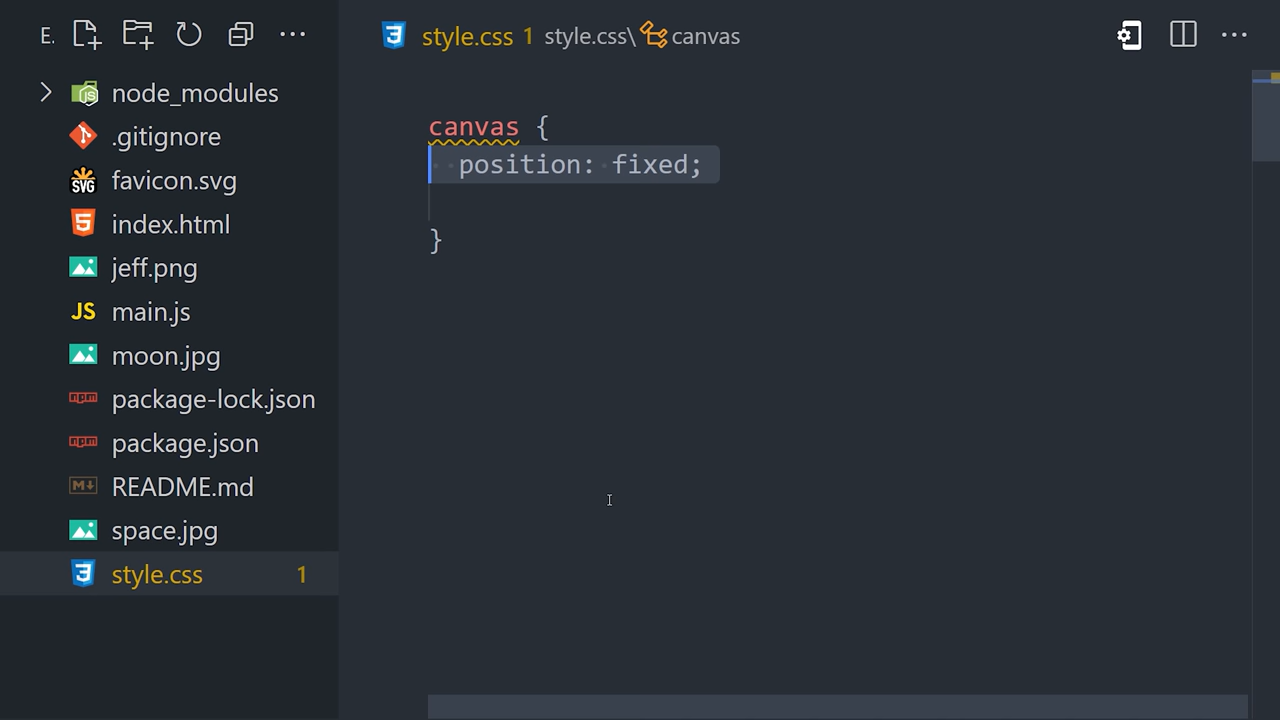 E.
node_modules
.gitignore
favicon.svg
index.html
jeff.png
JS main.js
moon.jpg
package-lock.json
package.json
README.md
space.jpg
style.css 1
style.css 1 style.css\ canvas
canvas {
position: fixed;
}